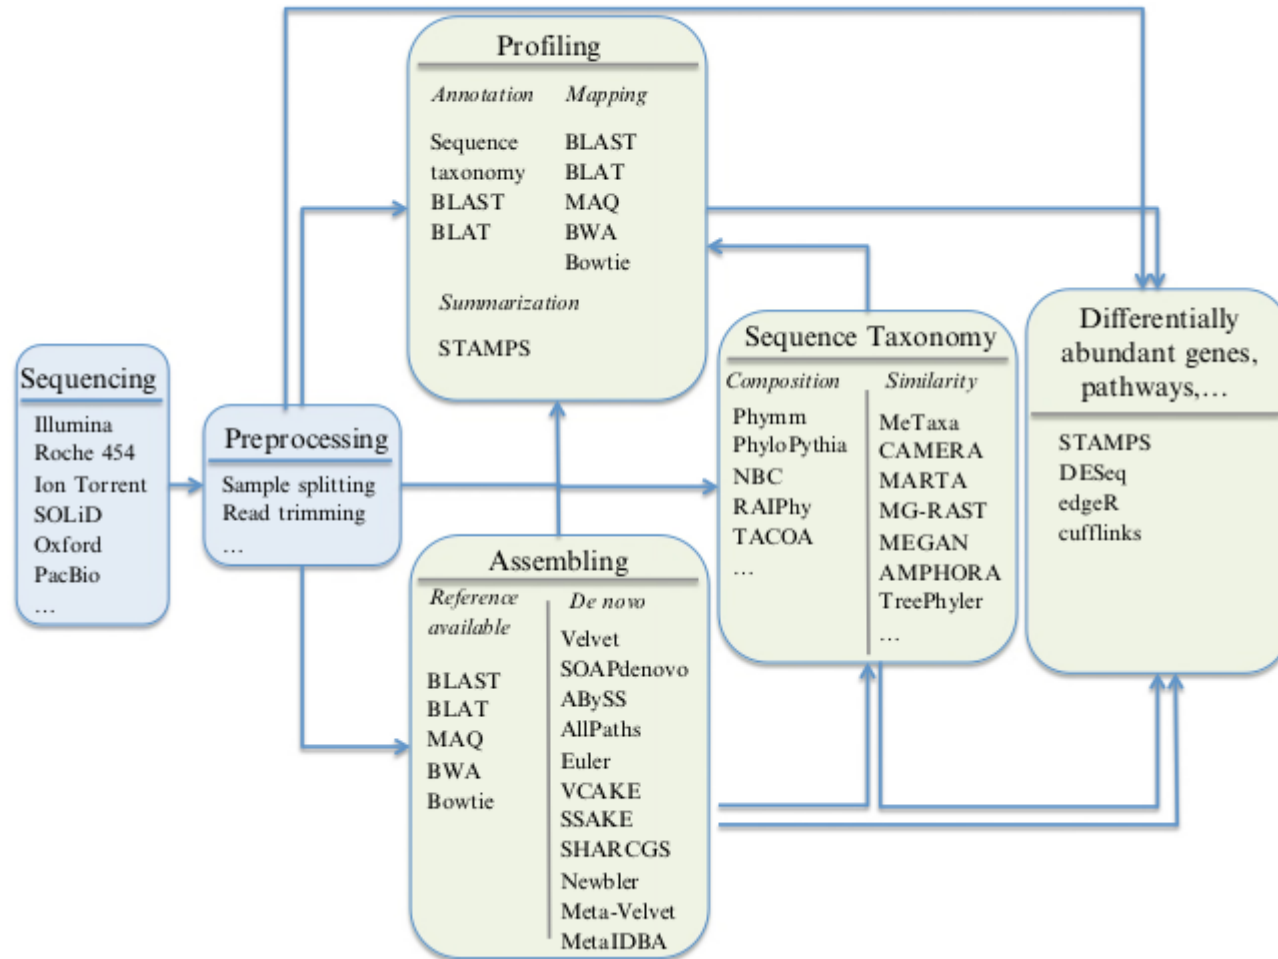 Profiling
Annotation
Sequence
taxonomy
BLAST
BLAT
Mapping
BLAST
BLAT
MAQ
BWA
Bowtie
Summarization
STAMPS
Sequencing
Illumina
Roche 454
Ion Torrent
SOLiD
Oxford
PacBio
…
Preprocessing
Sample splitting
Read trimming
…
Assembling
Reference
available
BLAST
BLAT
MAQ
BWA
Bowtie
De novo
Velvet
SOAPdenovo
ABySS
AllPaths
Euler
VCAKE
SSAKE
SHARCGS
Newbler
Meta-Velvet
MetaIDBA
Sequence Taxonomy
Composition
Phymm
PhyloPythia
NBC
RAIPhy
TACOA
…
Similarity
MeTaxa
CAMERA
MARTA
MG-RAST
MEGAN
AMPHORA
TreePhyler
…
Differentially
abundant genes,
pathways,…
STAMPS
DESeq
edgeR
cufflinks